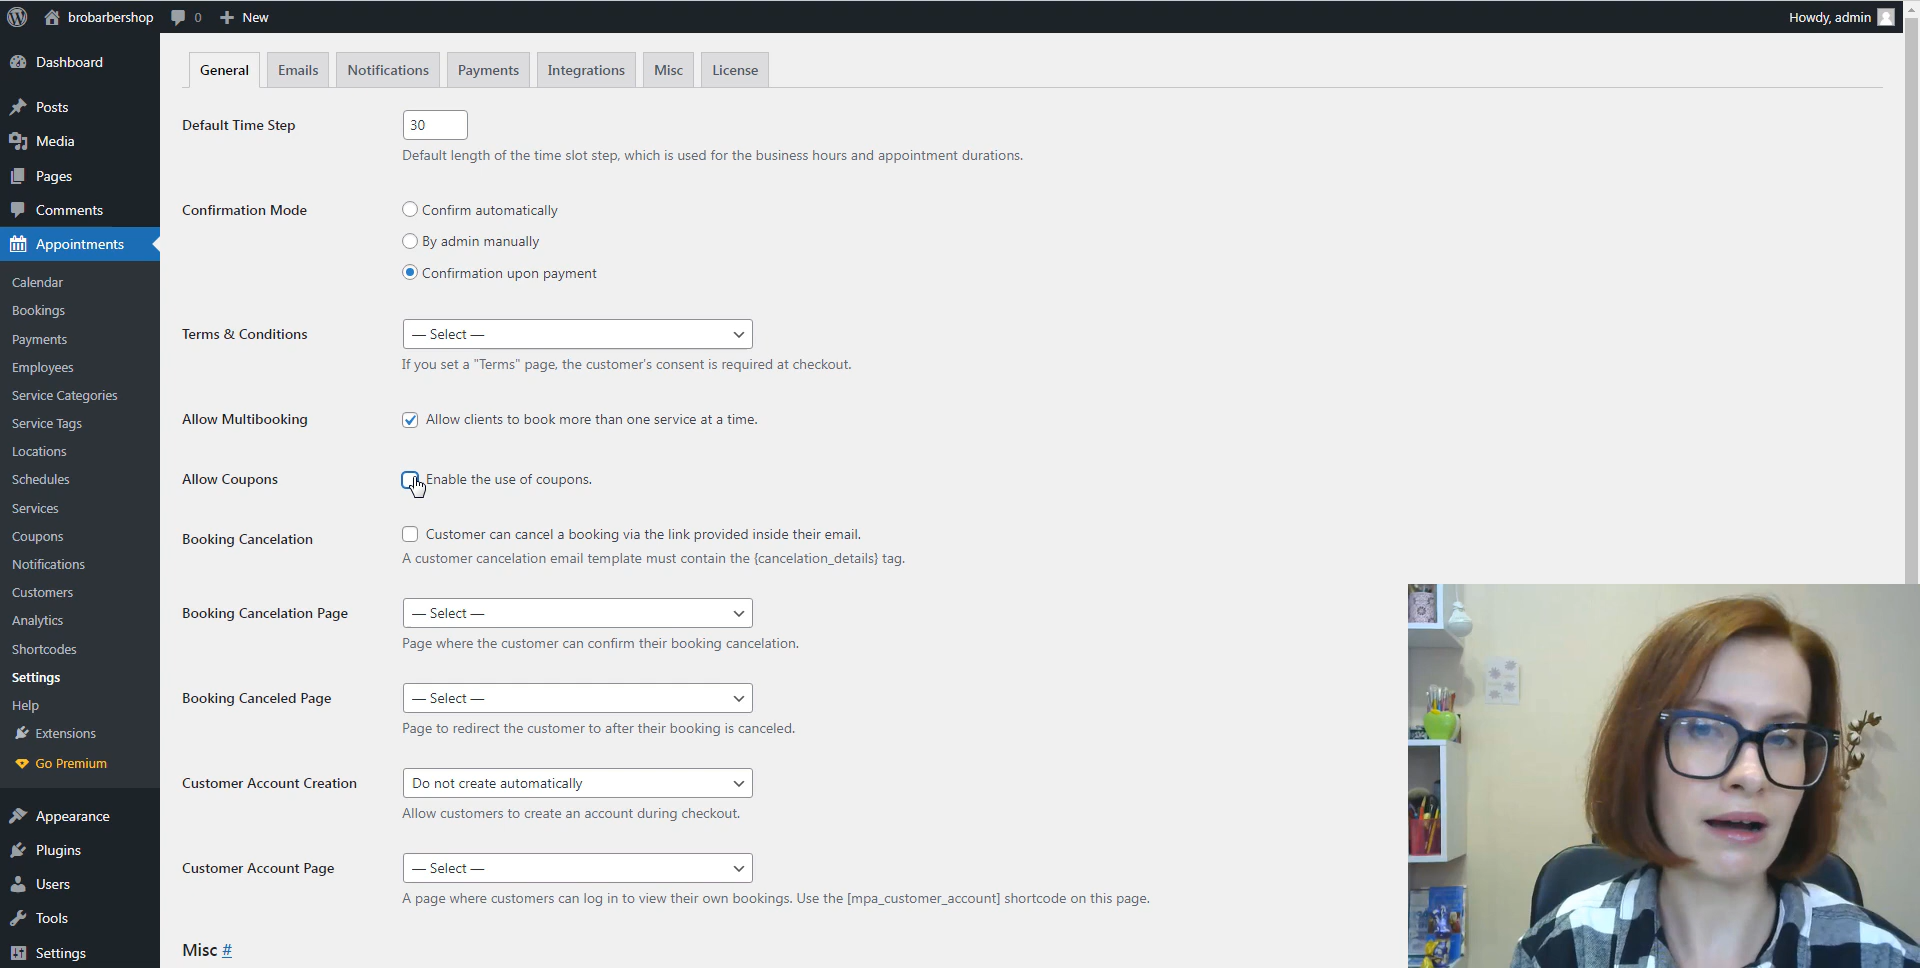 brobarbershop
0
New
Howdy, admin
Dashboard
Posts
Media
Pages
Comments
Appointments
Calendar
Bookings
Payments
Employees
Service Categories
Service Tags
Locations
Schedules
Services
Coupons
Notifications
Customers
Analytics
Shortcodes
Settings
Help
Extensions
Go Premium
Appearance
Plugins
Users
Tools
Settings
General
Emails
Notifications
Payments
Integrations
Misc
License
Default Time Step
30
Default length of the time slot step, which is used for the business hours and appointment durations.
Confirmation Mode
Confirm automatically
By admin manually
Confirmation upon payment
Terms & Conditions
— Select —
If you set a "Terms" page, the customer's consent is required at checkout.
Allow Multibooking
Allow clients to book more than one service at a time.
Allow Coupons
Enable the use of coupons.
Booking Cancelation
Customer can cancel a booking via the link provided inside their email.
A customer cancelation email template must contain the {cancelation_details} tag.
Booking Cancelation Page
— Select —
Page where the customer can confirm their booking cancelation.
Booking Canceled Page
— Select —
Page to redirect the customer to after their booking is canceled.
Customer Account Creation
Do not create automatically
Allow customers to create an account during checkout.
Customer Account Page
— Select —
A page where customers can log in to view their own bookings. Use the [mpa_customer_account] shortcode on this page.
Misc #